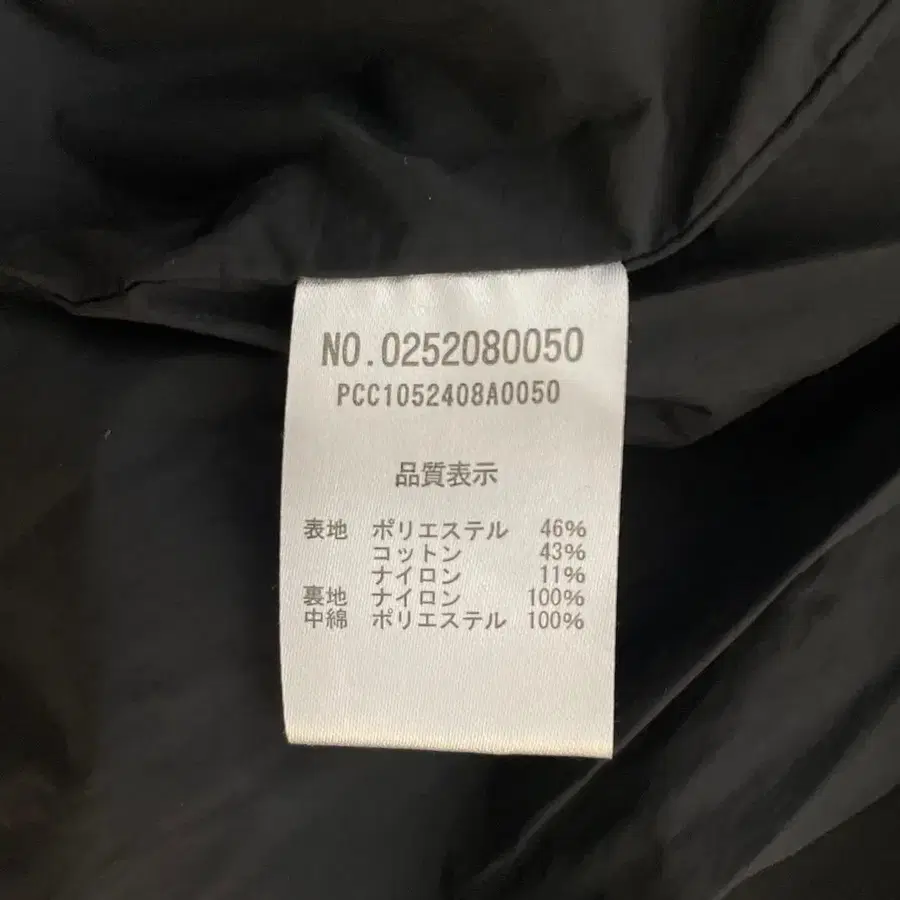 NO.0252080050
PCC1052408A0050
品質表示
表地 ポリエステル 46%
コットン 43%
ナイロン 11%
裏地 ナイロン 100%
中綿 ポリエステル 100%